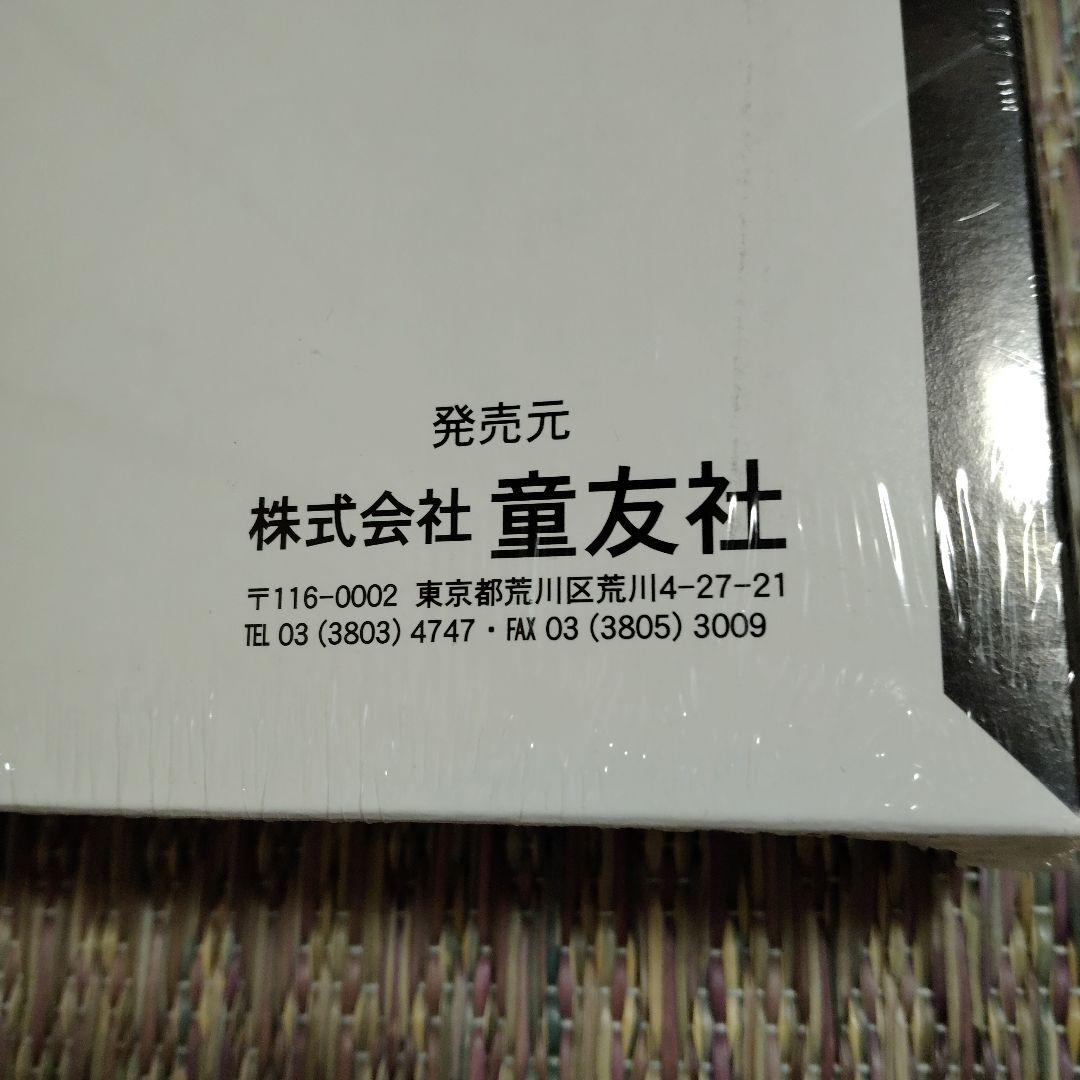 発売元
株式会社 童友社
〒116-0002 東京都荒川区荒川4-27-21
TEL 03 (3803) 4747・FAX 03 (3805) 3009